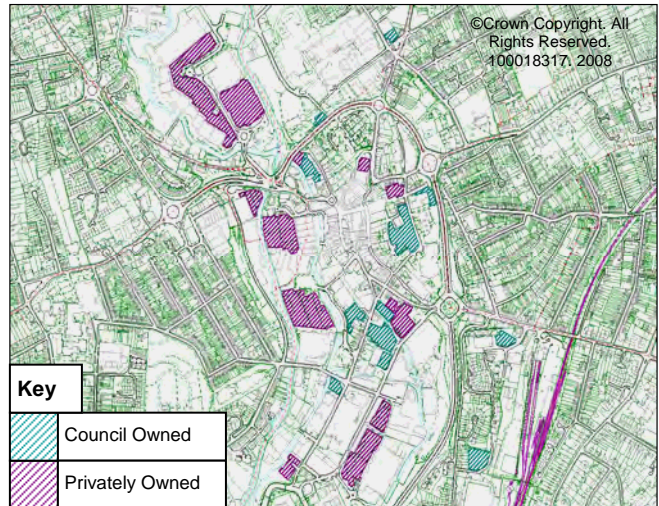 ©Crown Copyright. All
Rights Reserved.
100018317. 2008
Key
Council Owned
Privately Owned